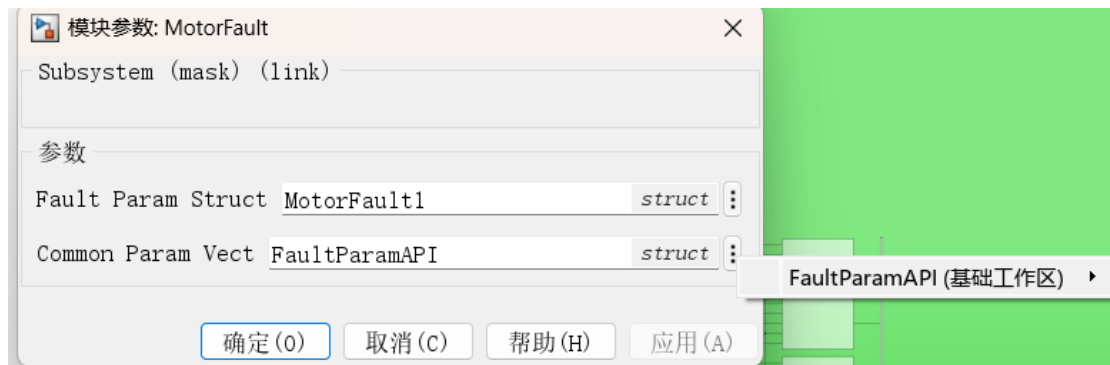 模块参数: MotorFault
Subsystem (mask) (link)
参数
Fault Param Struct MotorFault1 struct
Common Param Vect FaultParamAPI struct
FaultParamAPI (基础工作区)
确定(O) 取消(C) 帮助(H) 应用(A)